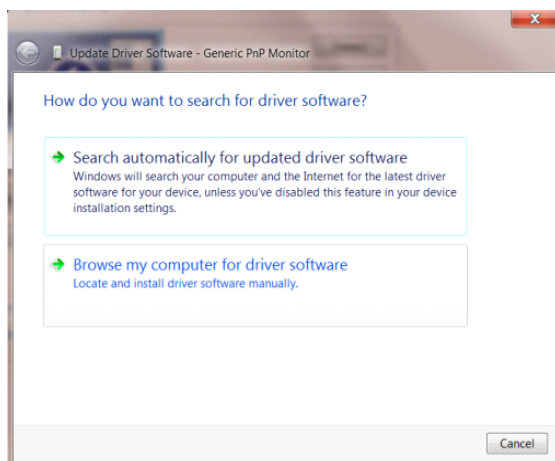 Update Driver Software - Generic PnP Monitor
How do you want to search for driver software?
Search automatically for updated driver software
Windows will search your computer and the Internet for the latest driver
software for your device, unless you've disabled this feature in your device
installation settings.
Browse my computer for driver software
Locate and install driver software manually.
Cancel